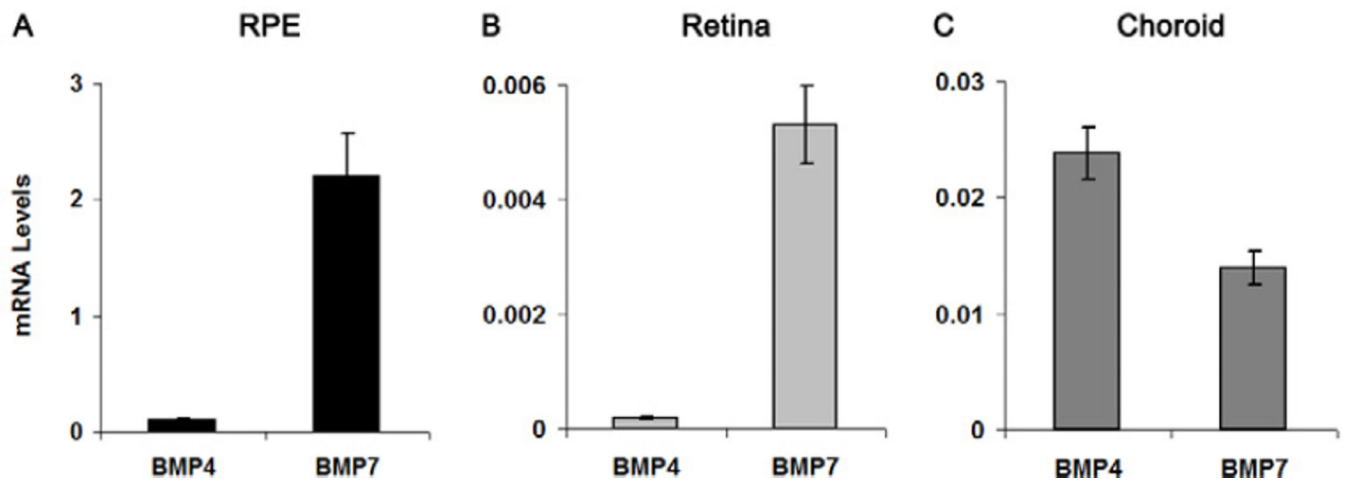 A RPE B Retina C Choroid
mRNA Levels
3
2
1
0
BMP4 BMP7
0.006
0.004
0.002
0
BMP4 BMP7
0.03
0.02
0.01
0
BMP4 BMP7